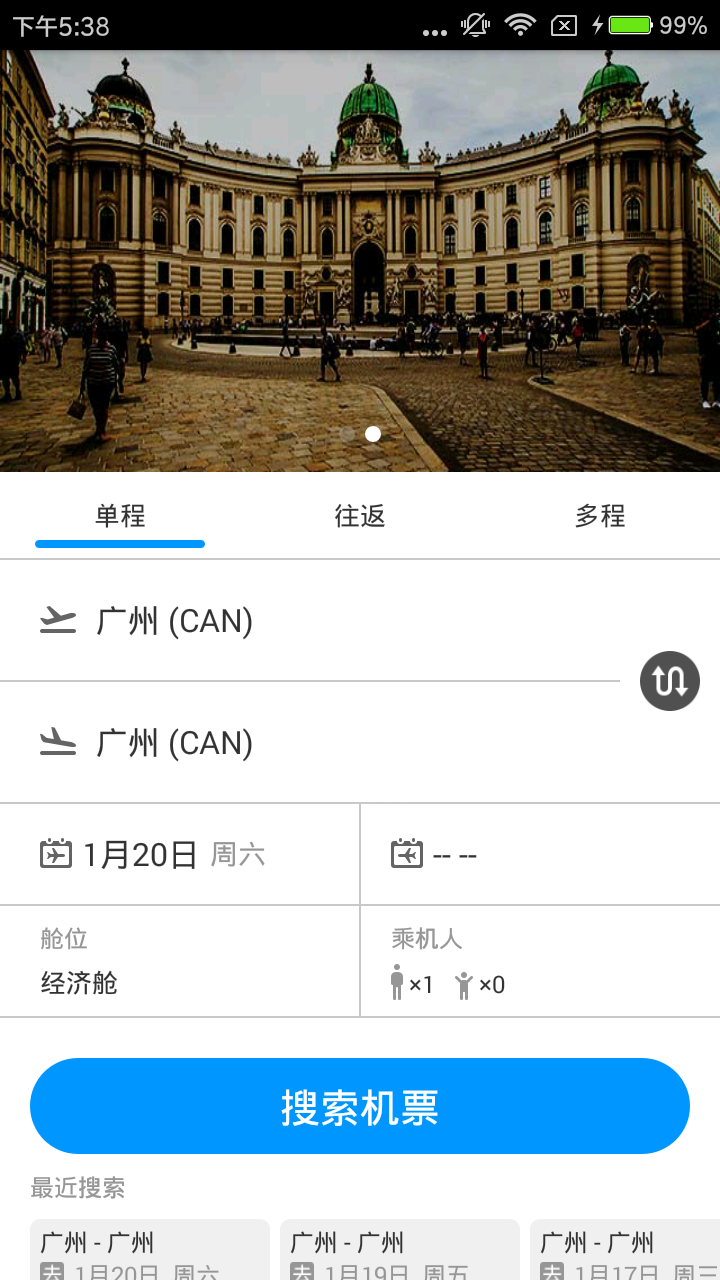 下午5:38 ... 99%
单程 往返 多程
广州 (CAN)
广州 (CAN)
1月20日 周六 -- --
舱位 乘机人
经济舱 ×1 ×0
搜索机票
最近搜索
广州 - 广州 广州 - 广州 广州 - 广州
去 1月20日 周六 去 1月19日 周五 去 1月17日 周三